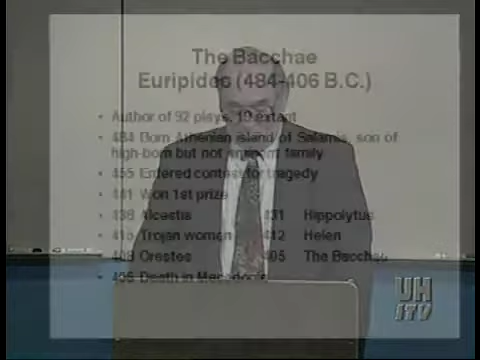 The Bacchae
Euripides (484-406 B.C.)
• Author of 92 plays, 19 extant
• 484 Born Athenian island of Salamis, son of
high-born but not family
• 455 Entered contest for tragedy
• 441 Won 1st prize
• 438 Alcestis 431 Hippolytus
• 415 Trojan women 412 Helen
• 408 Orestes 405 The Bacchae
• 406 Death in
UH
ITV